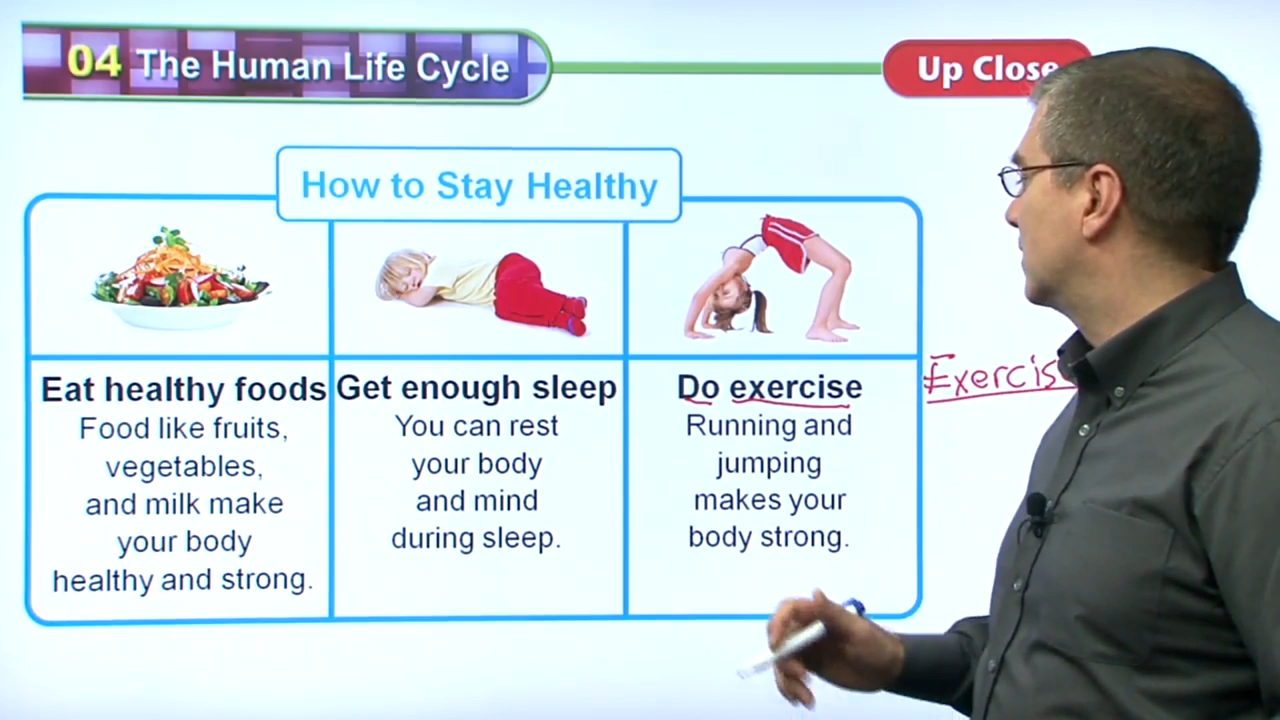 04 The Human Life Cycle
Up Close
How to Stay Healthy
Eat healthy foods
Food like fruits,
vegetables,
and milk make
your body
healthy and strong.
Get enough sleep
You can rest
your body
and mind
during sleep.
Do exercise
Running and
jumping
makes your
body strong.
Exercis